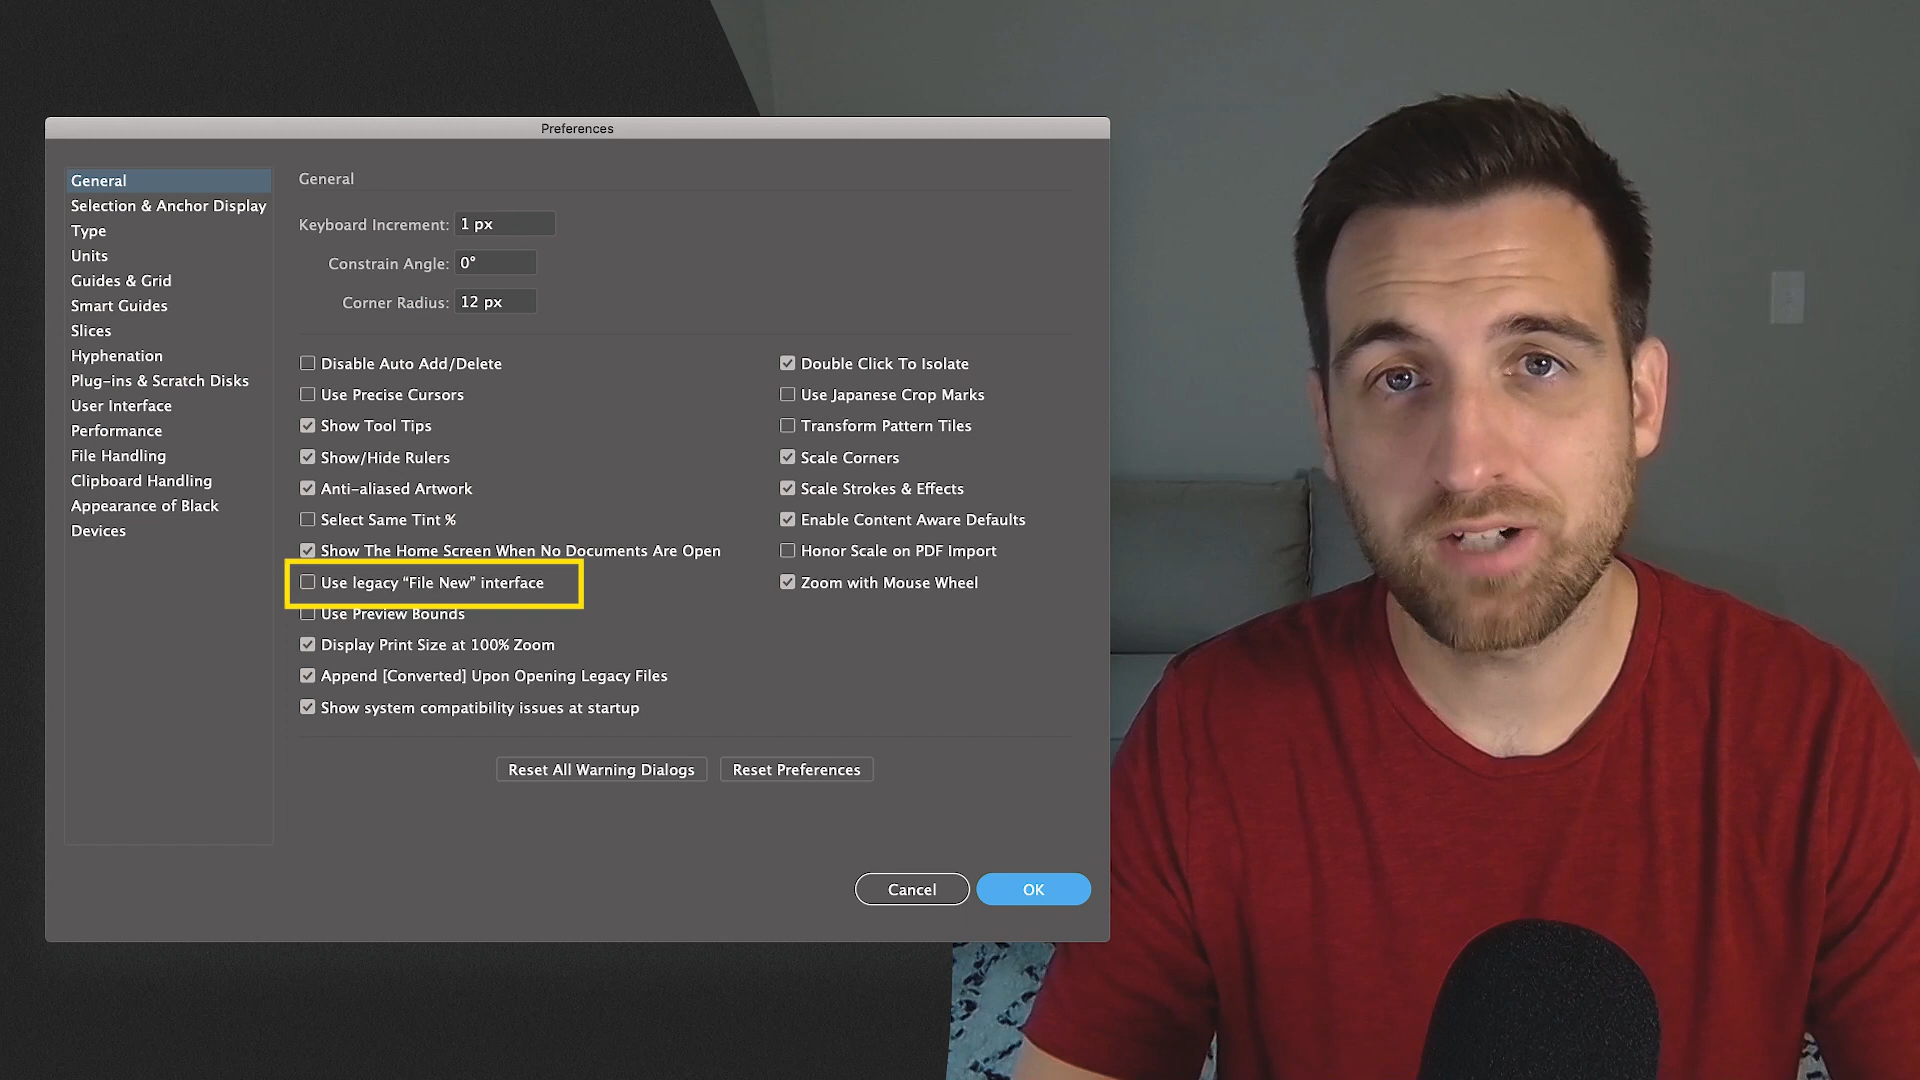 Preferences
General
Selection & Anchor Display
Type
Units
Guides & Grid
Smart Guides
Slices
Hyphenation
Plug-ins & Scratch Disks
User Interface
Performance
File Handling
Clipboard Handling
Appearance of Black
Devices
General
Keyboard Increment: 1 px
Constrain Angle: 0°
Corner Radius: 12 px
Disable Auto Add/Delete
Use Precise Cursors
Show Tool Tips
Show/Hide Rulers
Anti-aliased Artwork
Select Same Tint %
Show The Home Screen When No Documents Are Open
Use legacy “File New” interface
Use Preview Bounds
Display Print Size at 100% Zoom
Append [Converted] Upon Opening Legacy Files
Show system compatibility issues at startup
Double Click To Isolate
Use Japanese Crop Marks
Transform Pattern Tiles
Scale Corners
Scale Strokes & Effects
Enable Content Aware Defaults
Honor Scale on PDF Import
Zoom with Mouse Wheel
Reset All Warning Dialogs
Reset Preferences
Cancel
OK